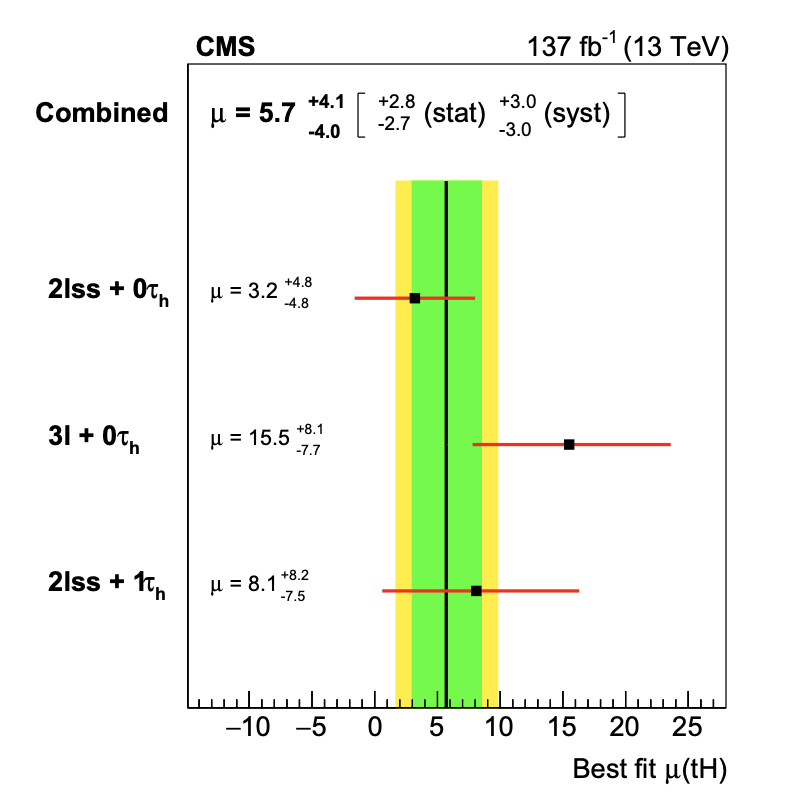 CMS 137 fb⁻¹ (13 TeV)
Combined μ = 5.7 +4.1 -4.0 [ +2.8 -2.7 (stat) +3.0 -3.0 (syst) ]
2lss + 0τh μ = 3.2 +4.8 -4.8
3l + 0τh μ = 15.5 +8.1 -7.7
2lss + 1τh μ = 8.1 +8.2 -7.5
−10 −5 0 5 10 15 20 25
Best fit μ(tH)